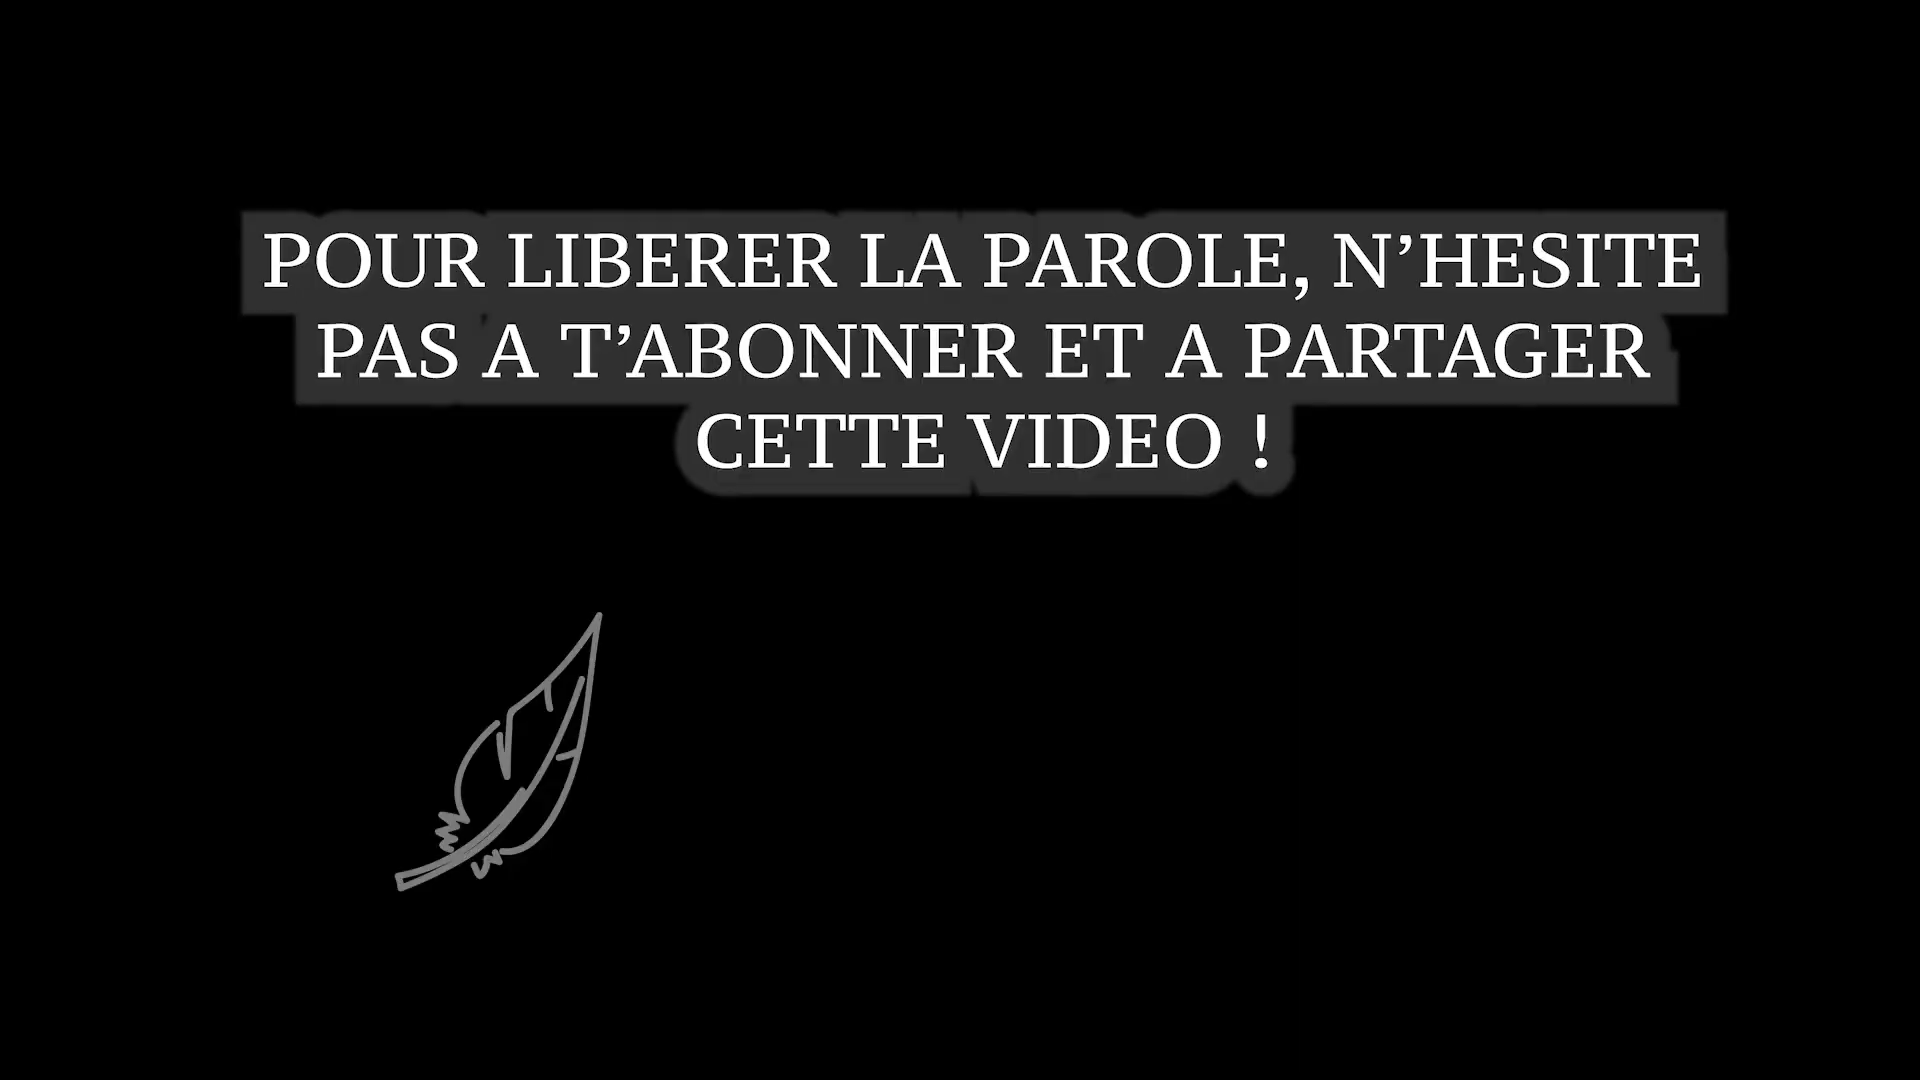 POUR LIBERER LA PAROLE, N’HESITE
PAS A T’ABONNER ET A PARTAGER
CETTE VIDEO !